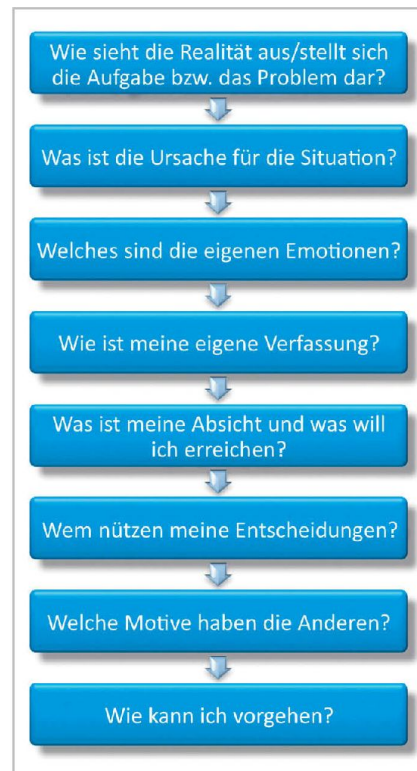 Wie sieht die Realität aus/stellt sich
die Aufgabe bzw. das Problem dar?
Was ist die Ursache für die Situation?
Welches sind die eigenen Emotionen?
Wie ist meine eigene Verfassung?
Was ist meine Absicht und was will
ich erreichen?
Wem nützen meine Entscheidungen?
Welche Motive haben die Anderen?
Wie kann ich vorgehen?